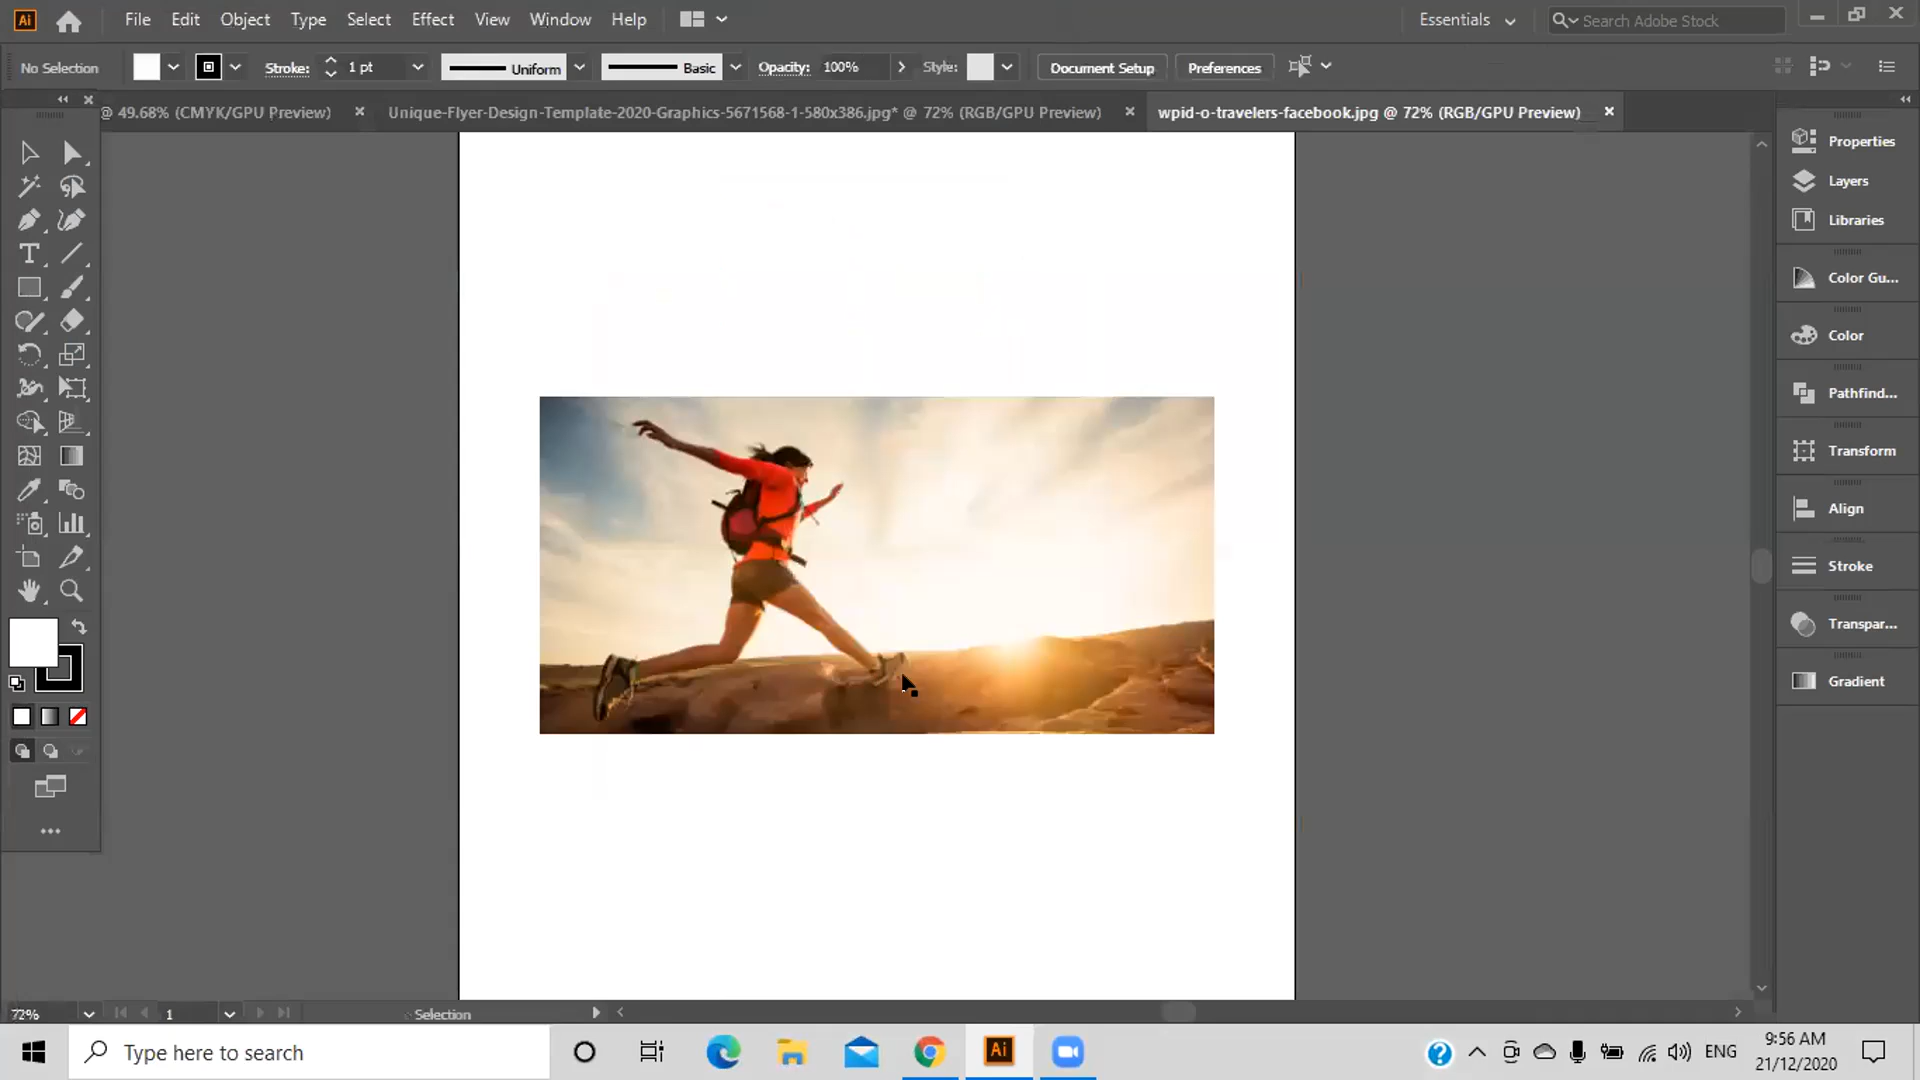 Ai File Edit Object Type Select Effect View Window Help Essentials Search Adobe Stock
No Selection Stroke: 1 pt Uniform Basic Opacity: 100% Style: Document Setup Preferences
@ 49.68% (CMYK/GPU Preview) Unique-Flyer-Design-Template-2020-Graphics-5671568-1-580x386.jpg* @ 72% (RGB/GPU Preview) wpid-o-travelers-facebook.jpg @ 72% (RGB/GPU Preview)
Properties
Layers
Libraries
Color Gu...
Color
Pathfind...
Transform
Align
Stroke
Transpar...
Gradient
72% 1 Selection
Type here to search Ai ENG 9:56 AM
21/12/2020